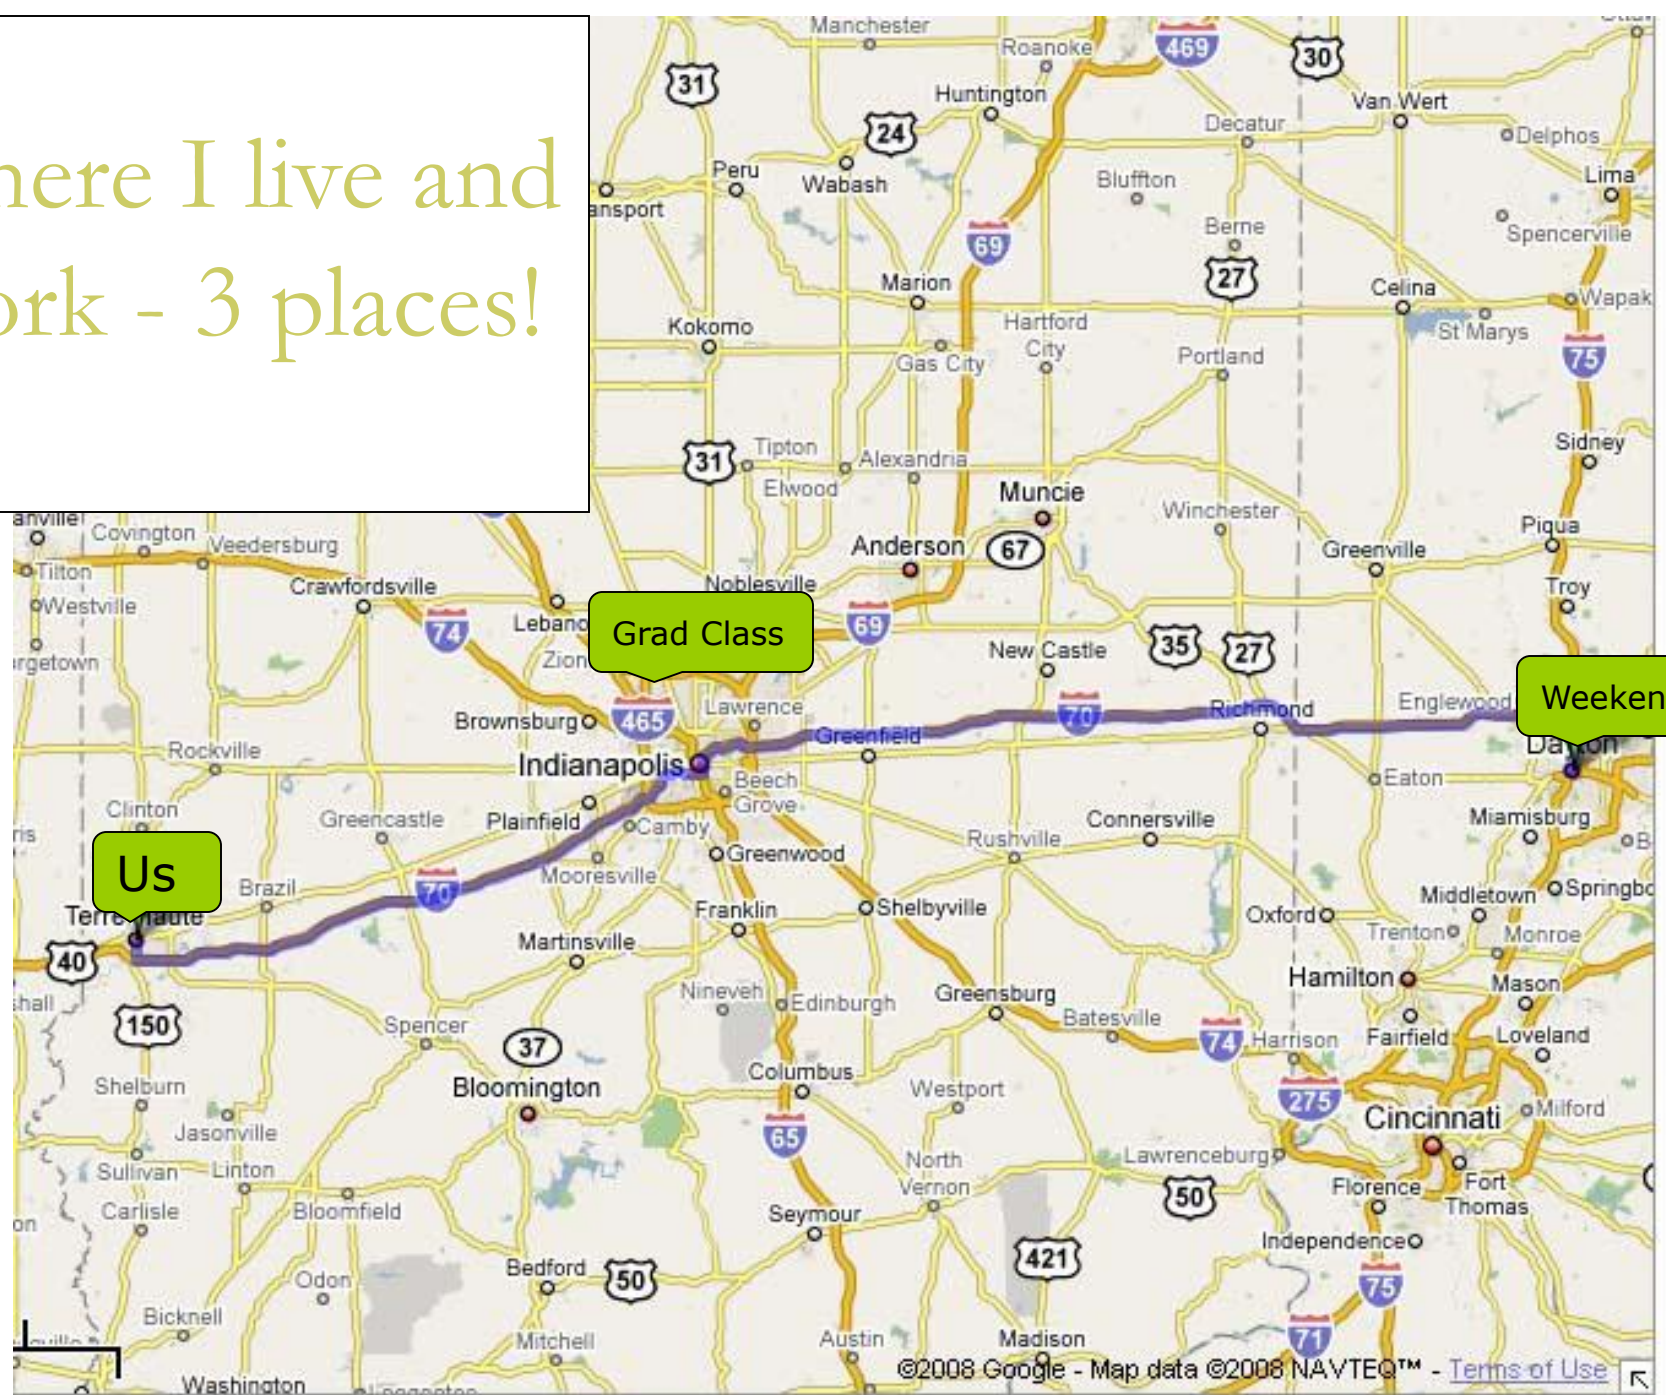 here I live and
ork - 3 places!
Manchester
Roanoke
469
30
31
Huntington
Van Wert
24
Decatur
Delphos
Peru
Wabash
Bluffton
Lima
ansport
Berne
Spencerville
69
27
Marion
Celina
Wapak
Kokomo
Hartford
City
St Marys
Gas City
Portland
75
31
Tipton
Alexandria
Sidney
Elwood
Muncie
Winchester
anville
Covington
Veedersburg
Anderson
67
Greenville
Piqua
Tilton
Crawfordsville
Noblesville
Troy
Westville
74
Lebano
Grad Class
69
rgetown
Zion
New Castle
35
27
Weeken
Brownsburg
465
Lawrence
70
Richmond
Englewood
Rockville
Indianapolis
Greenfield
Dayton
Beech
Grove
Eaton
Clinton
Greencastle
Plainfield
Camby
Connersville
Miamisburg
ris
Rushville
Us
Greenwood
B
Brazil
70
Mooresville
Middletown
Springbo
Terre Haute
Franklin
Shelbyville
Oxford
Trenton
Monroe
40
Martinsville
Hamilton
Mason
shall
Nineveh
Edinburgh
Greensburg
150
Spencer
37
Batesville
74
Harrison
Fairfield
Loveland
Shelburn
Bloomington
Columbus
Westport
275
Cincinnati
Milford
Jasonville
65
Sullivan
Linton
North
Vernon
Lawrenceburg
Florence
Fort
Thomas
50
on
Carlisle
Bloomfield
Seymour
Independence
Odon
Bedford
50
421
75
Bicknell
Mitchell
Austin
Madison
71
Washington
©2008 Google - Map data ©2008 NAVTEQ™ - Terms of Use